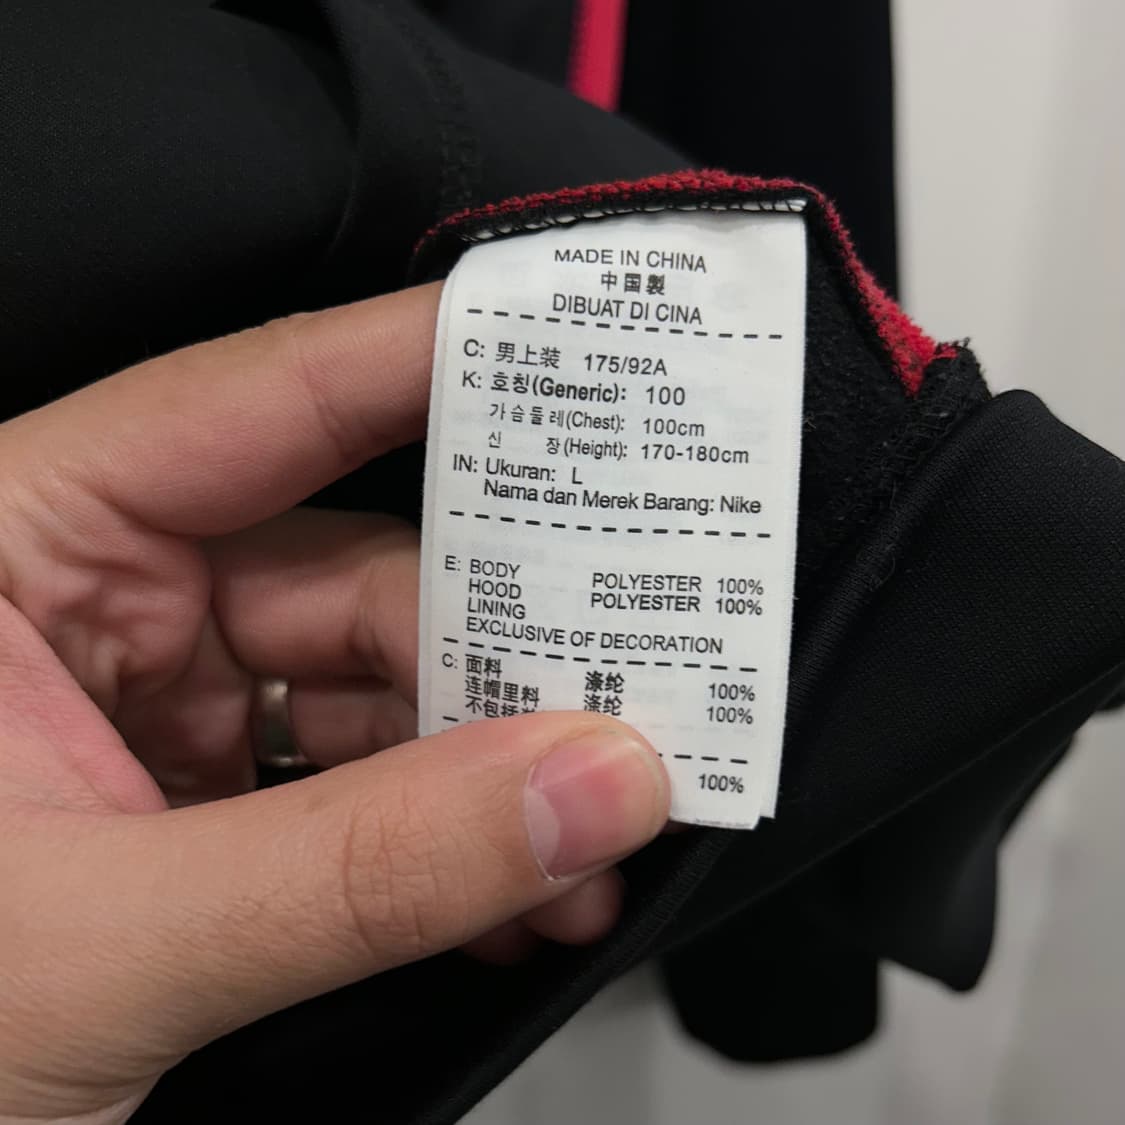 MADE IN CHINA
中国製
DIBUAT DI CINA
C: 男上装 175/92A
K: 호칭(Generic): 100
가슴둘레(Chest): 100cm
신 장(Height): 170-180cm
IN: Ukuran: L
Nama dan Merek Barang: Nike
E: BODY POLYESTER 100%
HOOD POLYESTER 100%
LINING
EXCLUSIVE OF DECORATION
C: 面料 涤纶 100%
连帽里料 涤纶 100%
不包括
100%